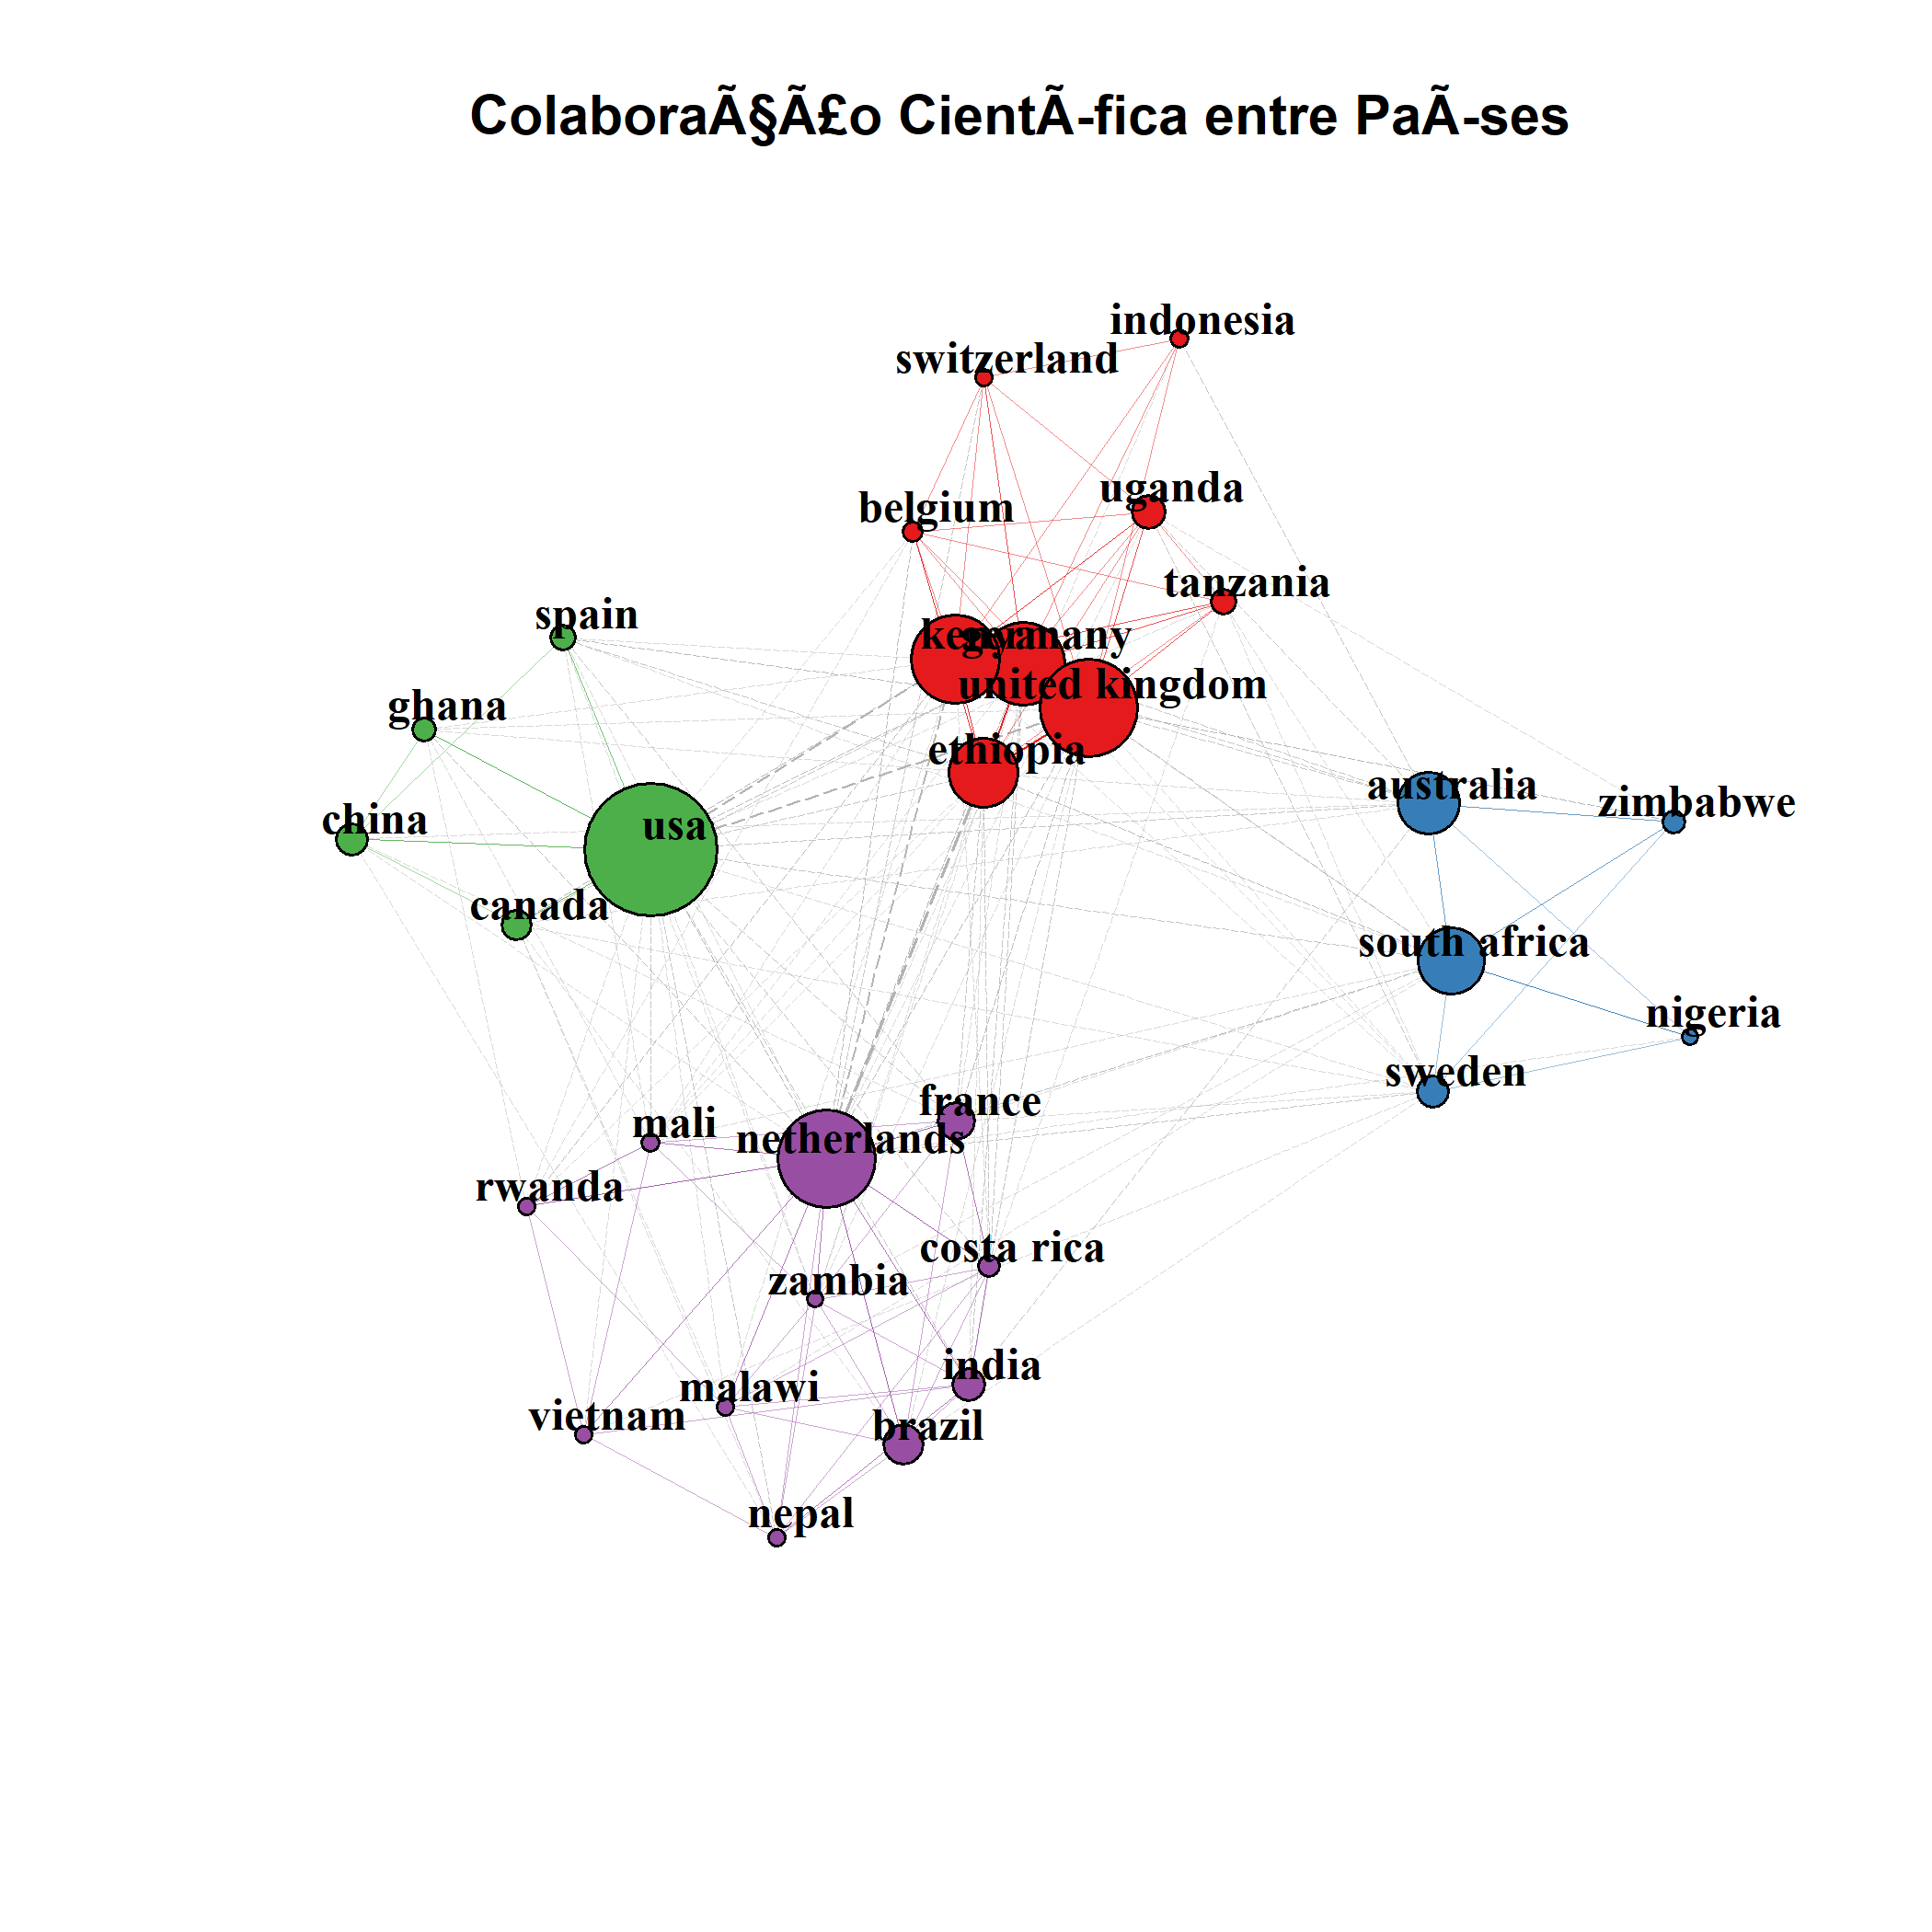 ColaboraÃ§Ã£o CientÃ-fica entre PaÃ-ses
indonesia
switzerland
uganda
belgium
tanzania
spain
kenya
germany
united kingdom
ghana
ethiopia
australia
zimbabwe
china
usa
canada
south africa
nigeria
sweden
france
mali
netherlands
rwanda
costa rica
zambia
india
malawi
vietnam
brazil
nepal